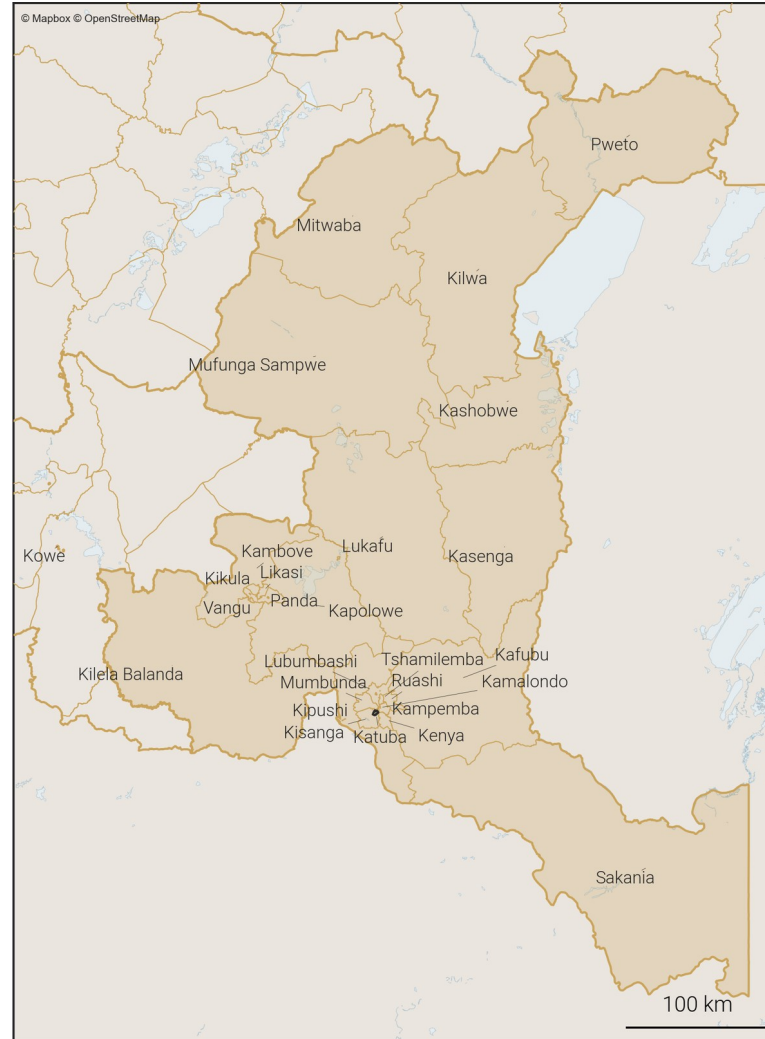 © Mapbox © OpenStreetMap
Pweto
Mitwaba
Kilwa
Mufunga Sampwe
Kashobwe
Kowe
Kambove
Lukafu
Kasenga
Likasi
Kikula
Panda
Vangu
Kapolowe
Kilela Balanda
Lubumbashi
Tshamilemba
Kafubu
Mumbunda
Ruashi
Kamalondo
Kipushi
Kampemba
Kisanga
Katuba
Kenya
Sakania
100 km